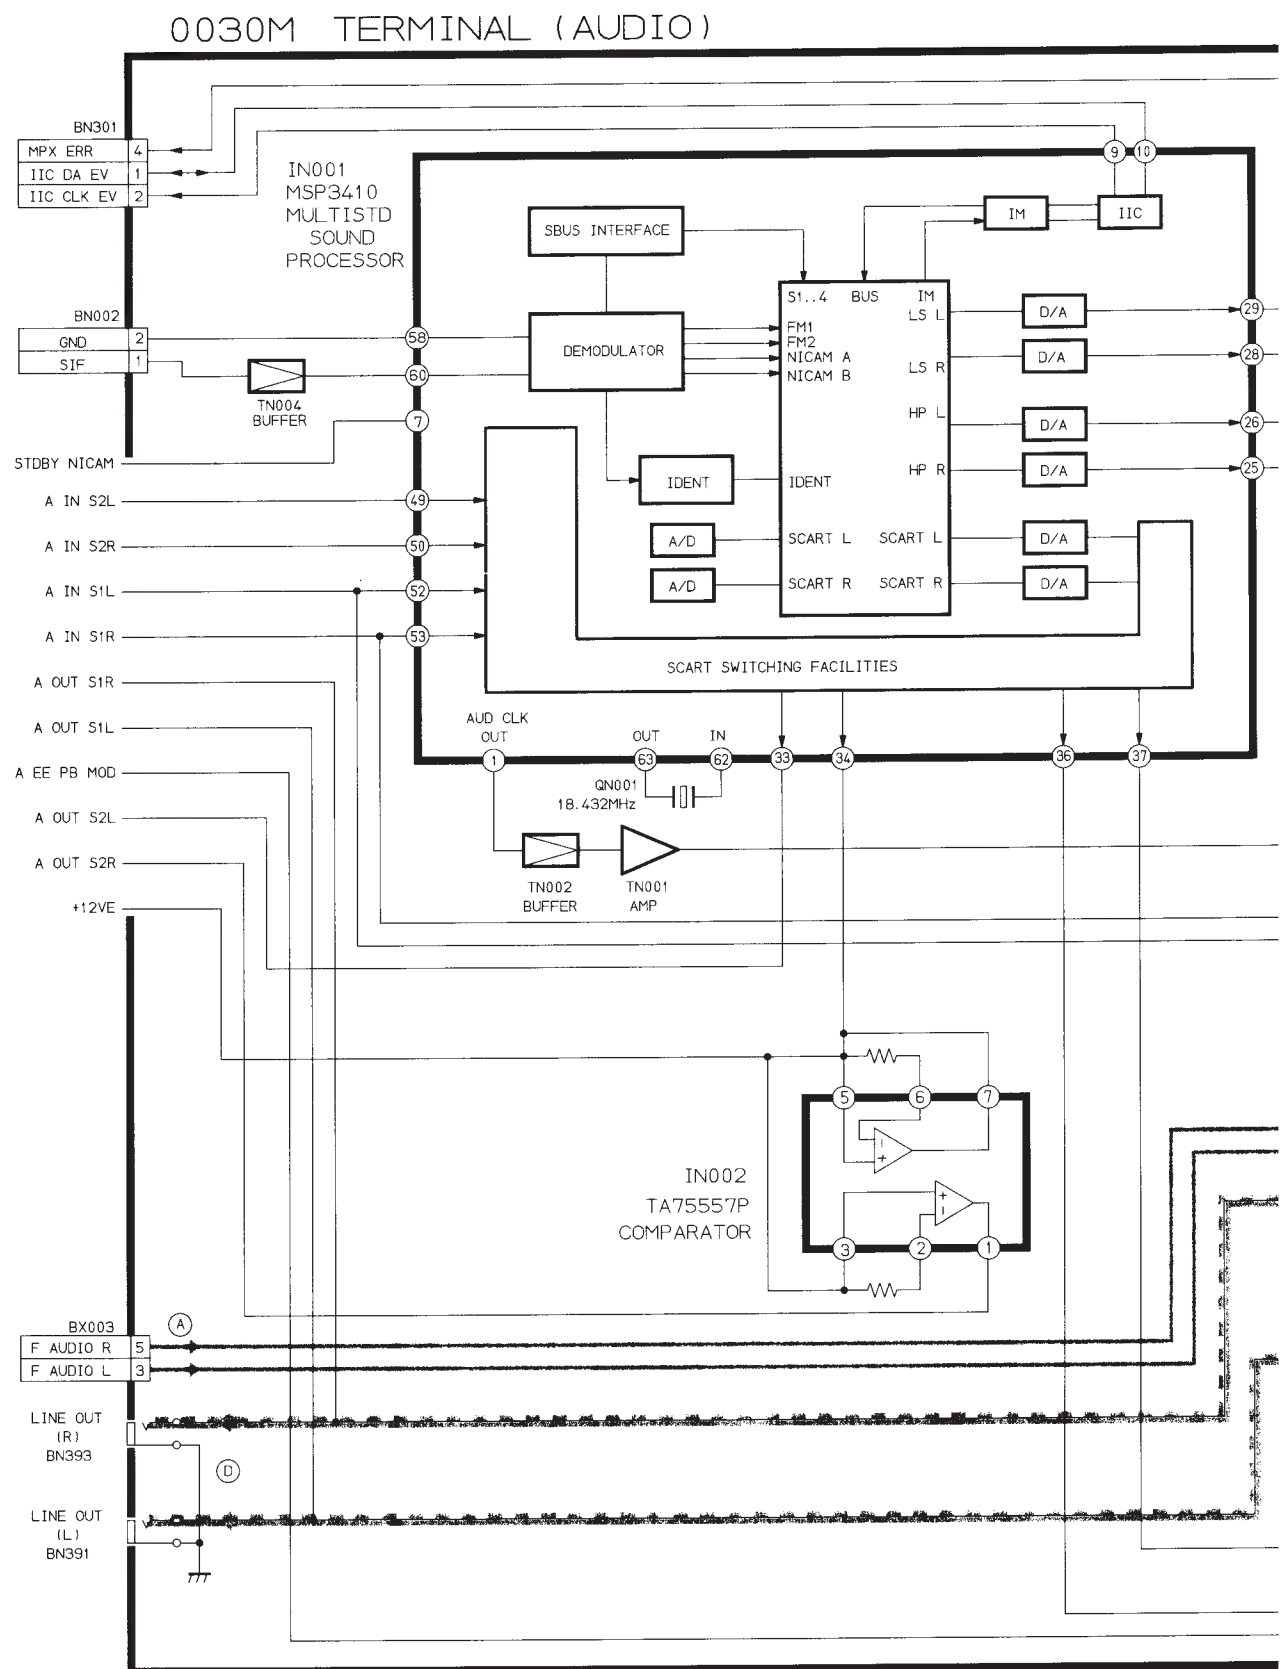 0030M TERMINAL (AUDIO)
BN301
MPX ERR 4
IIC DA EV 1
IIC CLK EV 2
IN001
MSP3410
MULTISTD
SOUND
PROCESSOR
9 10
IM
IIC
SBUS INTERFACE
S1..4 BUS IM
LS L
D/A
29
FM1
FM2
NICAM A
NICAM B
DEMODULATOR
LS R
D/A
28
BN002
GND 2
SIF 1
58
60
TN004
BUFFER
7
HP L
D/A
26
STDBY NICAM
HP R
D/A
25
IDENT
IDENT
A IN S2L
49
A IN S2R
50
A/D
SCART L
SCART L
D/A
A IN S1L
52
A/D
SCART R
SCART R
D/A
A IN S1R
53
SCART SWITCHING FACILITIES
A OUT S1R
A OUT S1L
AUD CLK
OUT
OUT
IN
1
63
62
33
34
36
37
A EE PB MOD
QN001
18.432MHz
A OUT S2L
A OUT S2R
TN002
BUFFER
TN001
AMP
+12VE
5
6
7
-
+
IN002
TA75557P
COMPARATOR
+
-
3
2
1
BX003
A
F AUDIO R 5
F AUDIO L 3
LINE OUT
(R)
BN393
D
LINE OUT
(L)
BN391